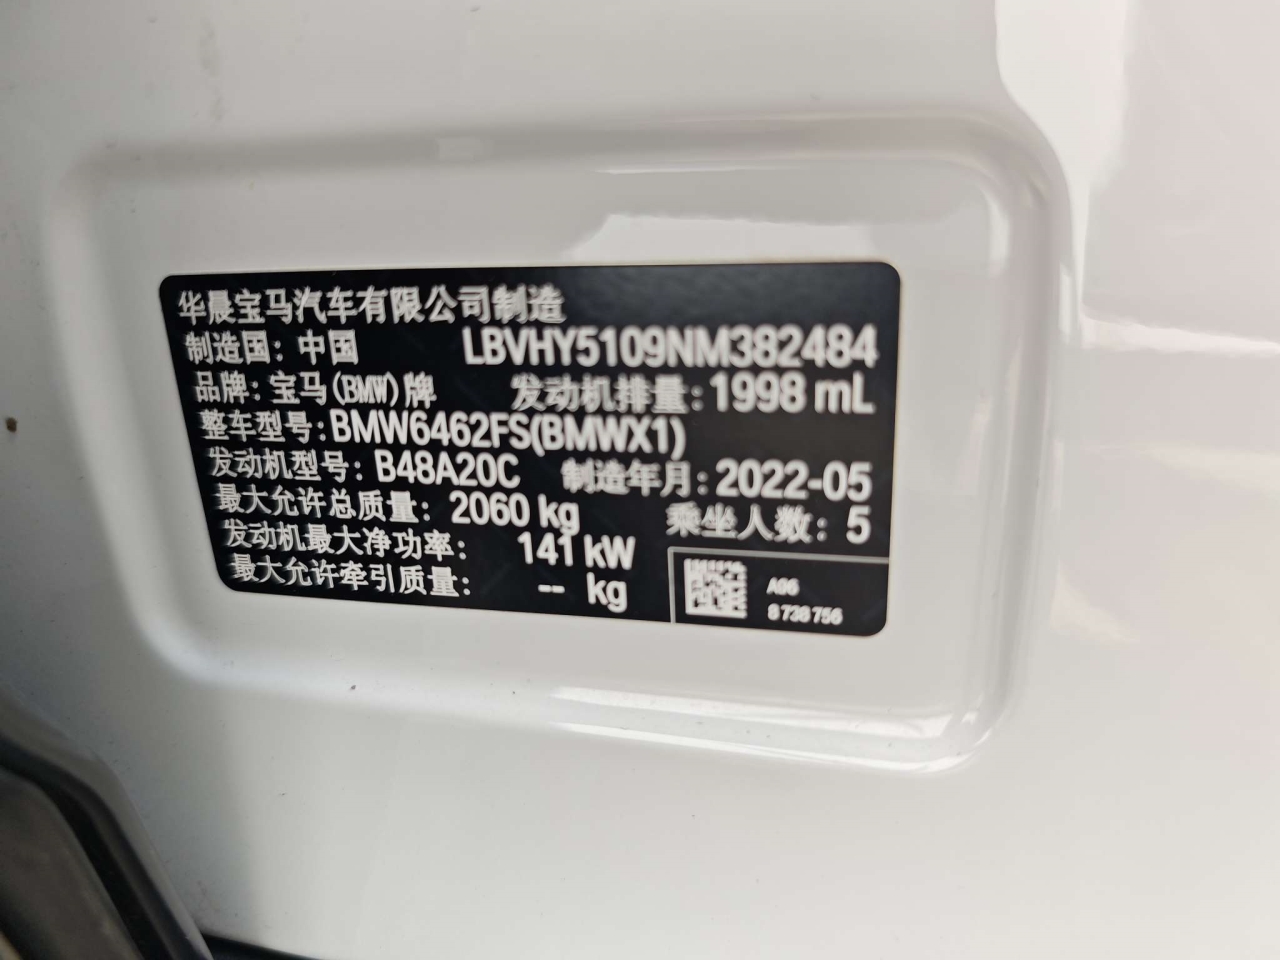 华晨宝马汽车有限公司制造
制造国：中国 LBVHY5109NM382484
品牌：宝马(BMW)牌 发动机排量：1998 mL
整车型号：BMW6462FS(BMWX1)
发动机型号：B48A20C 制造年月：2022-05
最大允许总质量：2060 kg 乘坐人数：5
发动机最大净功率：141 kW
最大允许牵引质量：-- kg
A96
8 738 756